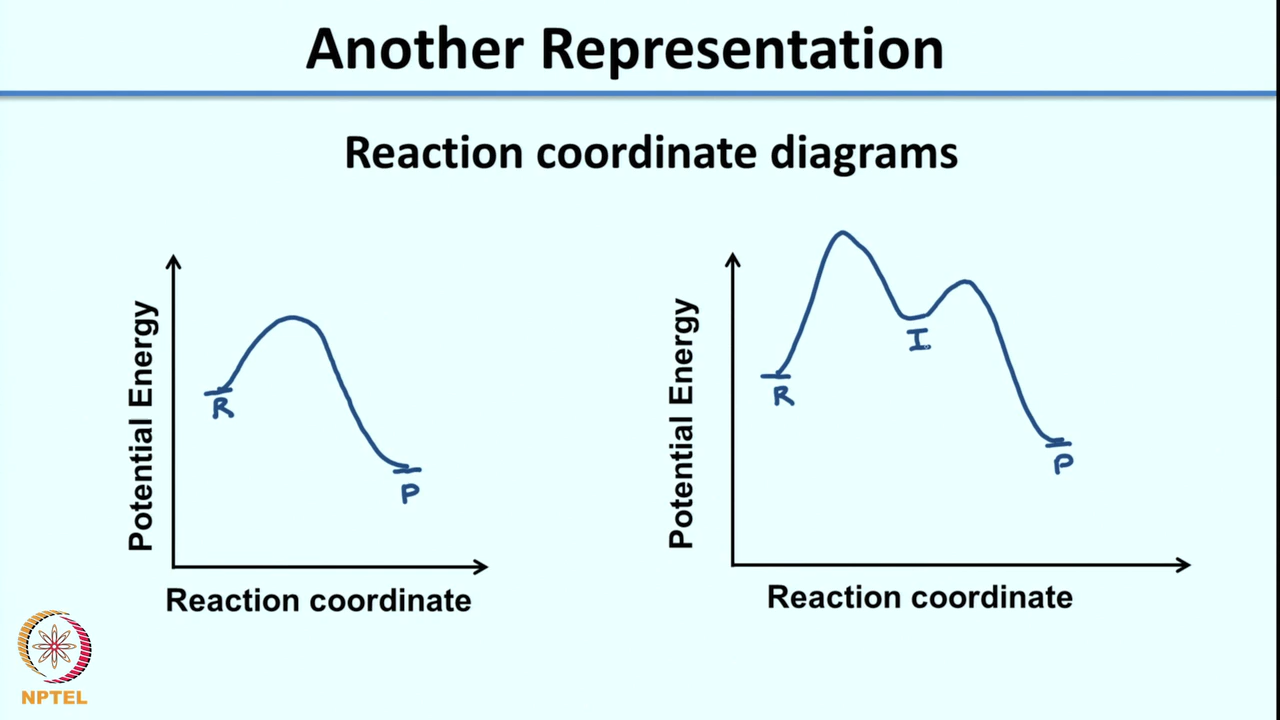 Another Representation
Reaction coordinate diagrams
Potential Energy
R
P
Reaction coordinate
Potential Energy
R
I
P
Reaction coordinate
NPTEL